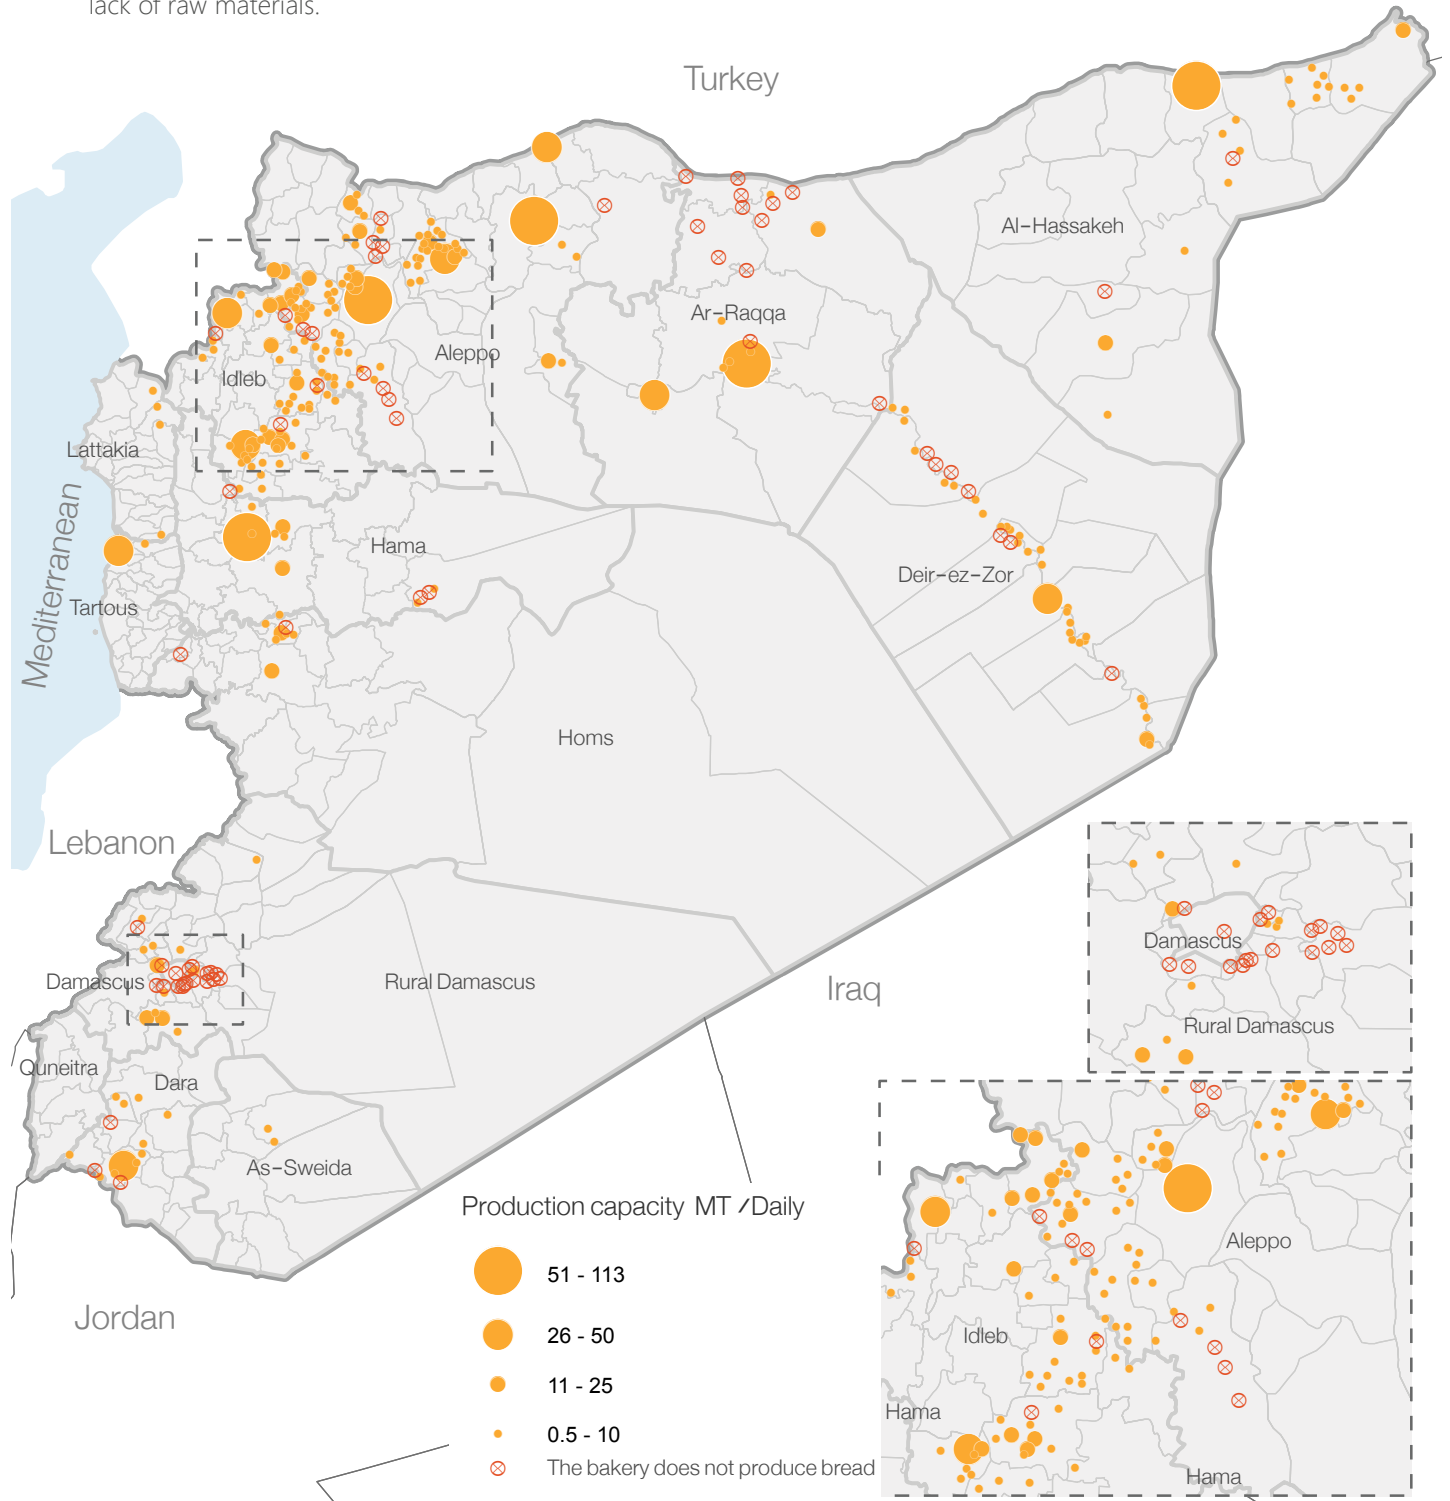 lack of raw materials.
Turkey
Al-Hassakeh
Ar-Raqqa
Aleppo
Idleb
Lattakia
Mediterranean
Hama
Deir-ez-Zor
Tartous
Homs
Lebanon
Damascus
Rural Damascus
Iraq
Quneitra
Dara
As-Sweida
Jordan
Damascus
Rural Damascus
Aleppo
Idleb
Hama
Hama
Production capacity MT /Daily
51 - 113
26 - 50
11 - 25
0.5 - 10
The bakery does not produce bread